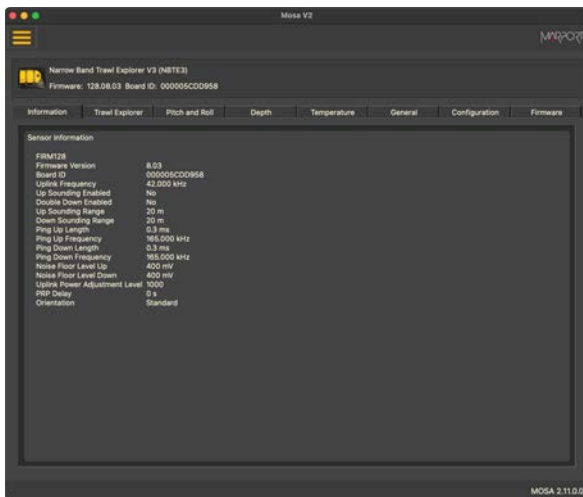 Mosa V2
MARPORT
Narrow Band Trawl Explorer V3 (NBTE3)
Firmware: 128.08.03 Board ID: 000005CDD958
Information Trawl Explorer Pitch and Roll Depth Temperature General Configuration Firmware
Sensor Information
FIRM128
Firmware Version 8.03
Board ID 000005CDD958
Uplink Frequency 42.000 kHz
Up Sounding Enabled No
Double Down Enabled No
Up Sounding Range 20 m
Down Sounding Range 20 m
Ping Up Length 0.3 ms
Ping Up Frequency 165.000 kHz
Ping Down Length 0.3 ms
Ping Down Frequency 165.000 kHz
Noise Floor Level Up 400 mV
Noise Floor Level Down 400 mV
Uplink Power Adjustment Level 1000
PRP Delay 0 s
Orientation Standard
MOSA 2.11.0.0